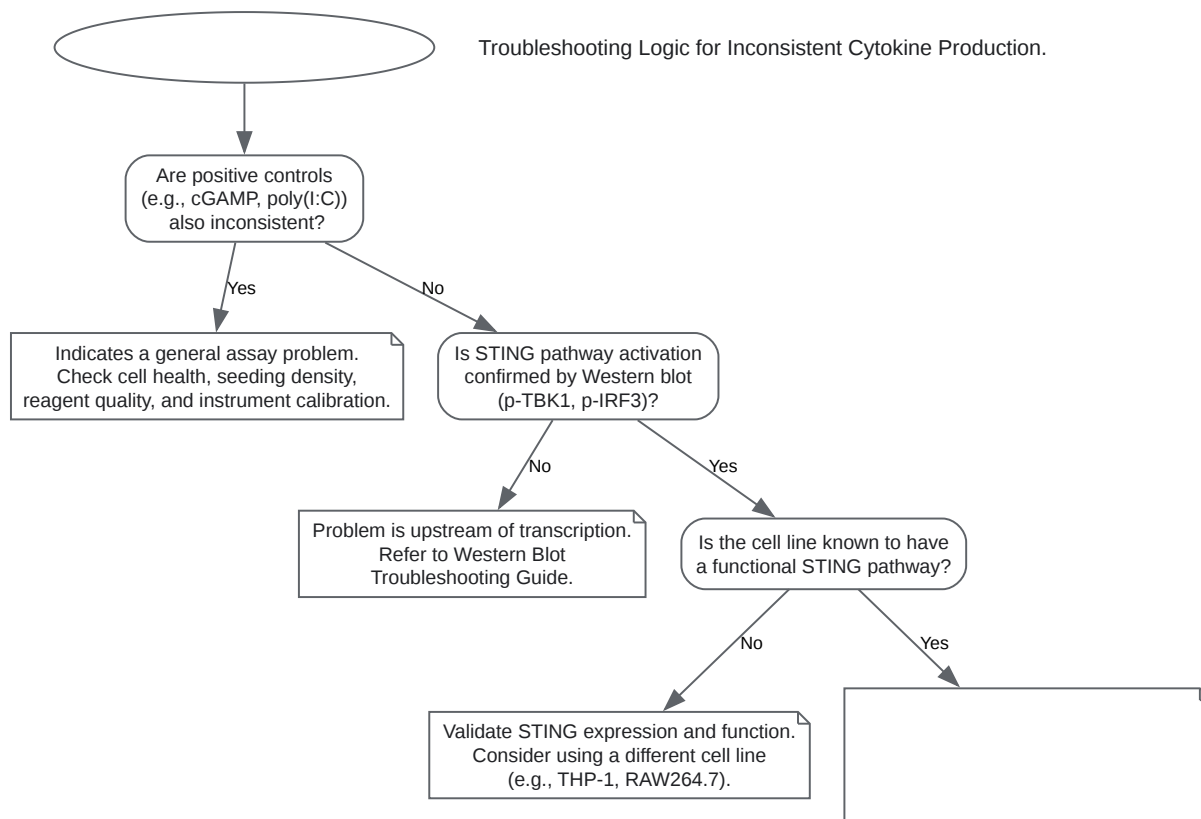 Troubleshooting Logic for Inconsistent Cytokine Production.
Are positive controls
(e.g., cGAMP, poly(I:C))
also inconsistent?
Yes
No
Indicates a general assay problem.
Check cell health, seeding density,
reagent quality, and instrument calibration.
Is STING pathway activation
confirmed by Western blot
(p-TBK1, p-IRF3)?
No
Yes
Problem is upstream of transcription.
Refer to Western Blot
Troubleshooting Guide.
Is the cell line known to have
a functional STING pathway?
No
Yes
Validate STING expression and function.
Consider using a different cell line
(e.g., THP-1, RAW264.7).